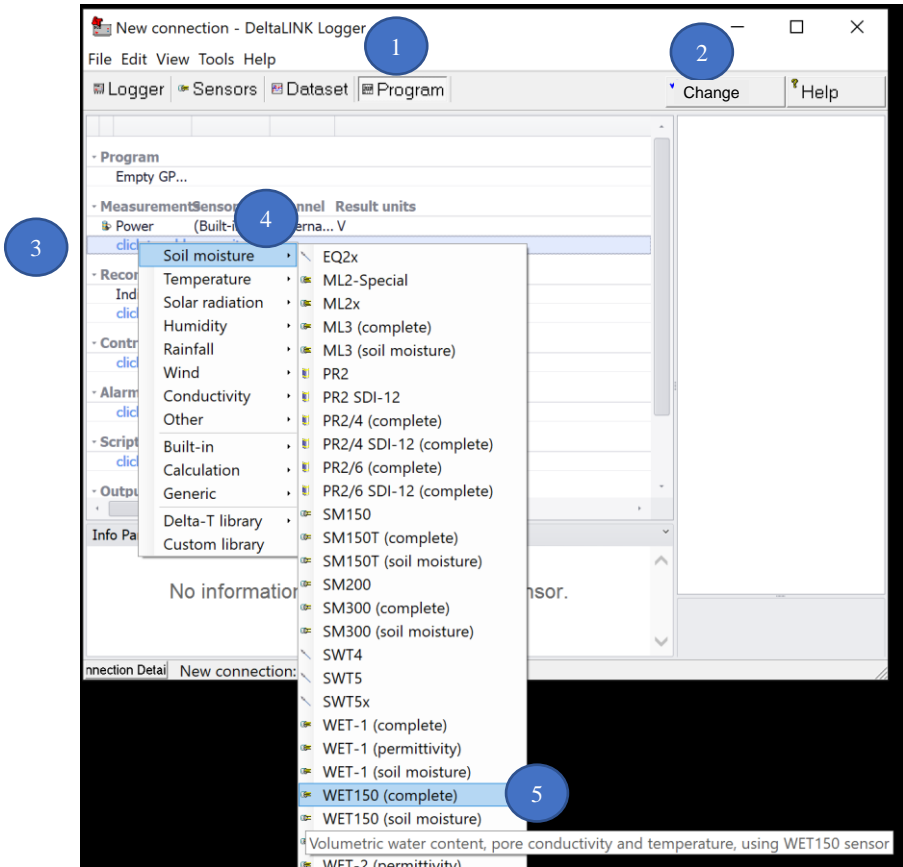 New connection - DeltaLINK Logger
1
2
File Edit View Tools Help
Logger Sensors Dataset Program
Change
Help
Program
Empty GP...
Measurements Result units
Power (Built-i erna... V
3
4
Soil moisture
Temperature
Solar radiation
Humidity
Rainfall
Wind
Conductivity
Other
Built-in
Calculation
Generic
Delta-T library
Custom library
Recor
Indi
clic
Contr
clic
Alarm
clic
Script
clic
Outpu
Info Pa
No information
nsor.
nnection Detai New connection:
EQ2x
ML2-Special
ML2x
ML3 (complete)
ML3 (soil moisture)
PR2
PR2 SDI-12
PR2/4 (complete)
PR2/4 SDI-12 (complete)
PR2/6 (complete)
PR2/6 SDI-12 (complete)
SM150
SM150T (complete)
SM150T (soil moisture)
SM200
SM300 (complete)
SM300 (soil moisture)
SWT4
SWT5
SWT5x
WET-1 (complete)
WET-1 (permittivity)
WET-1 (soil moisture)
WET150 (complete)
5
WET150 (soil moisture)
Volumetric water content, pore conductivity and temperature, using WET150 sensor
WET-2 (permittivity)